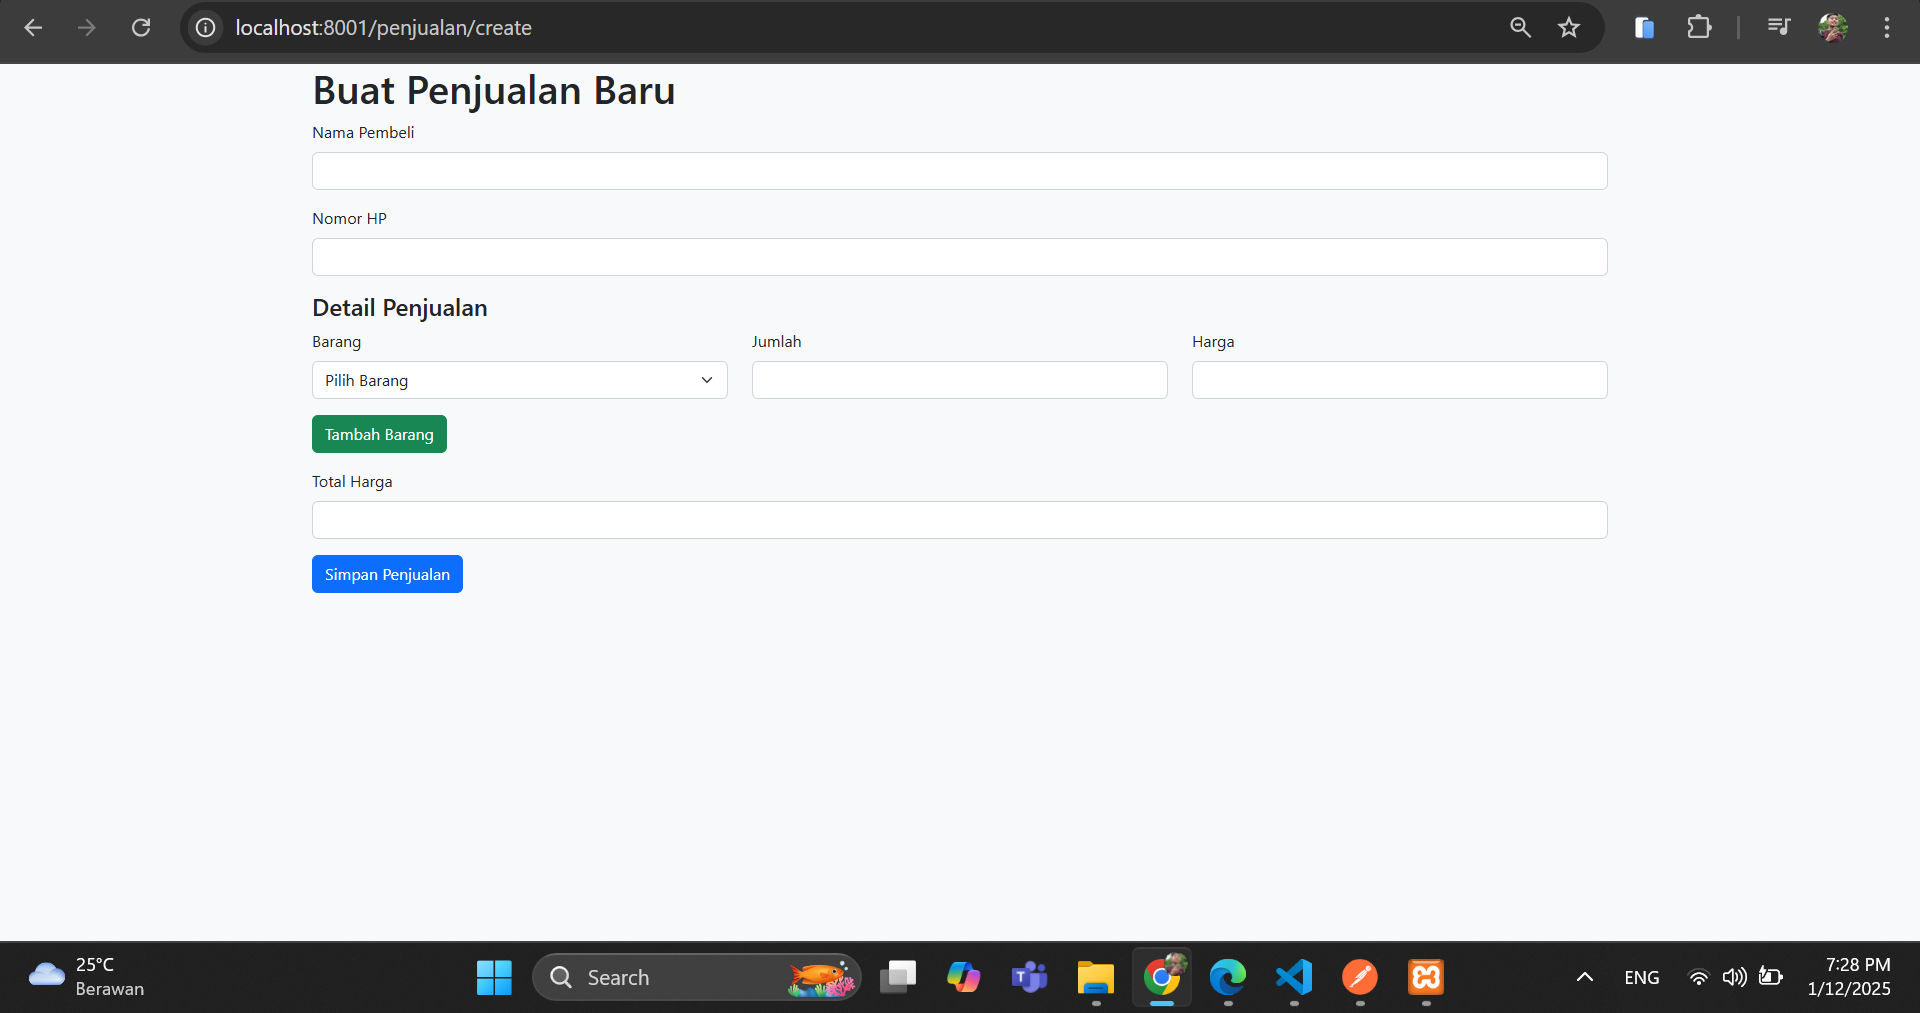 localhost:8001/penjualan/create
Buat Penjualan Baru
Nama Pembeli
Nomor HP
Detail Penjualan
Barang Jumlah Harga
Pilih Barang
Tambah Barang
Total Harga
Simpan Penjualan
25°C
Berawan
Search
ENG
7:28 PM
1/12/2025